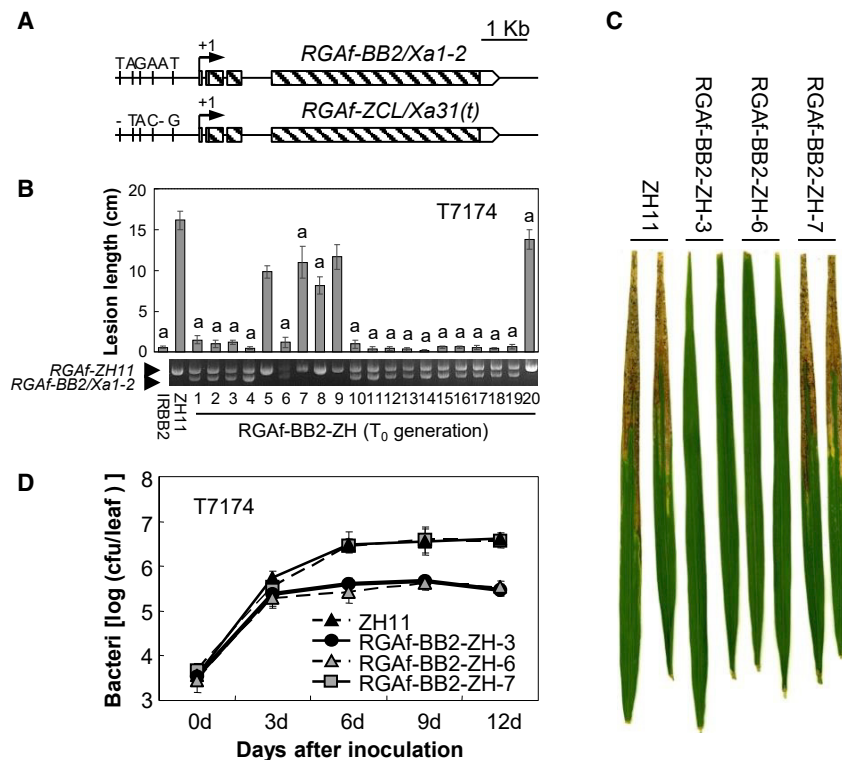 A
1 Kb
TAGAAT
+1
RGAf-BB2/Xa1-2
- TAC- G
+1
RGAf-ZCL/Xa31(t)
B
T7174
Lesion length (cm)
20
15
10
5
0
a a a a a a a a a a a a a a a a a a
RGAf-ZH11
RGAf-BB2/Xa1-2
IRBB2 ZH11 1 2 3 4 5 6 7 8 9 10 11 12 13 14 15 16 17 18 19 20
RGAf-BB2-ZH (T0 generation)
C
ZH11
RGAf-BB2-ZH-3
RGAf-BB2-ZH-6
RGAf-BB2-ZH-7
D
T7174
Bacteri [log (cfu/leaf )]
8
7
6
5
4
3
ZH11
RGAf-BB2-ZH-3
RGAf-BB2-ZH-6
RGAf-BB2-ZH-7
0d 3d 6d 9d 12d
Days after inoculation